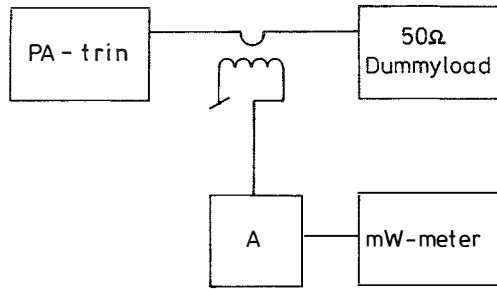 PA-trin
50Ω
Dummyload
A
mW-meter